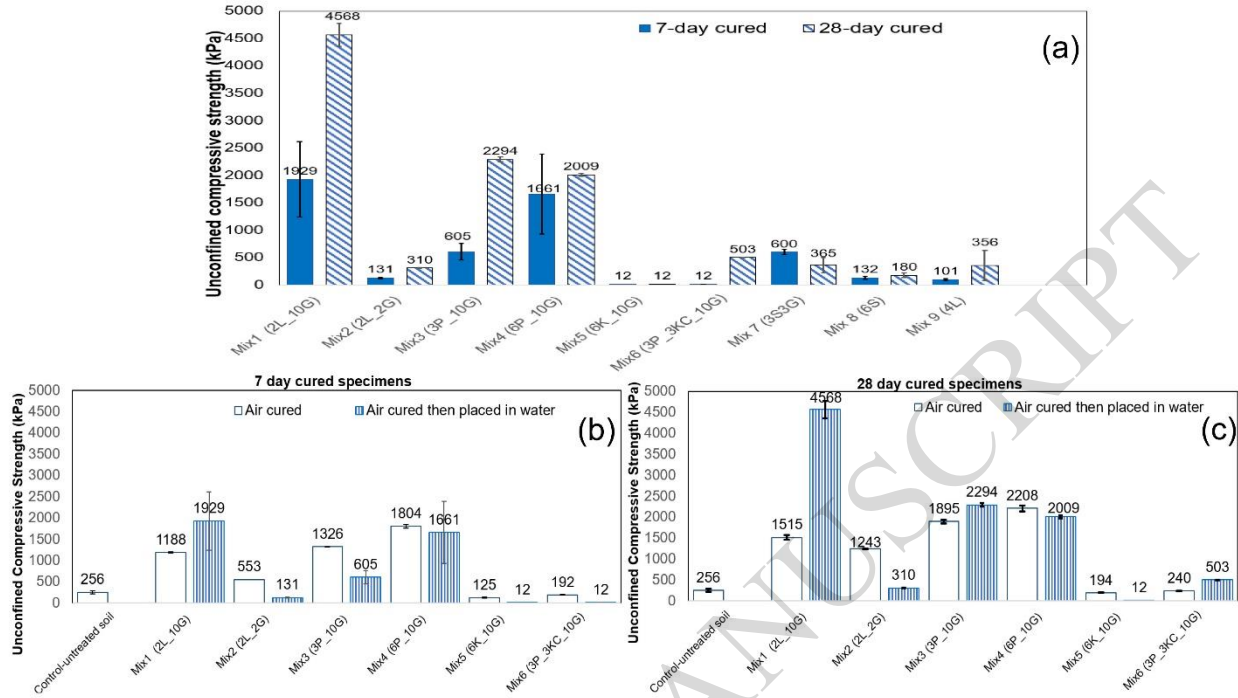 5000
4500
4000
3500
3000
2500
2000
1500
1000
500
0
Unconfined compressive strength (kPa)
7-day cured
28-day cured
(a)
1929
4568
131
310
605
2294
1661
2009
12
12
12
503
600
365
132
180
101
356
Mix1 (2L_10G)
Mix2 (2L_2G)
Mix3 (3P_10G)
Mix4 (6P_10G)
Mix5 (6K_10G)
Mix6 (3P_3KC_10G)
Mix 7 (3S3G)
Mix 8 (6S)
Mix 9 (4L)
7 day cured specimens
5000
4500
4000
3500
3000
2500
2000
1500
1000
500
0
Unconfined Compressive Strength (kPa)
Air cured
Air cured then placed in water
(b)
256
1188
1929
553
131
1326
605
1804
1661
125
12
192
12
Control-untreated soil
Mix1 (2L_10G)
Mix2 (2L_2G)
Mix3 (3P_10G)
Mix4 (6P_10G)
Mix5 (6K_10G)
Mix6 (3P_3KC_10G)
28 day cured specimens
5000
4500
4000
3500
3000
2500
2000
1500
1000
500
0
Unconfined Compressive Strength (kPa)
Air cured
Air cured then placed in water
(c)
256
1515
4568
1243
310
1895
2294
2208
2009
194
12
240
503
Control-untreated soil
Mix1 (2L_10G)
Mix2 (2L_2G)
Mix3 (3P_10G)
Mix4 (6P_10G)
Mix5 (6K_10G)
Mix6 (3P_3KC_10G)
ANUSCRIPT